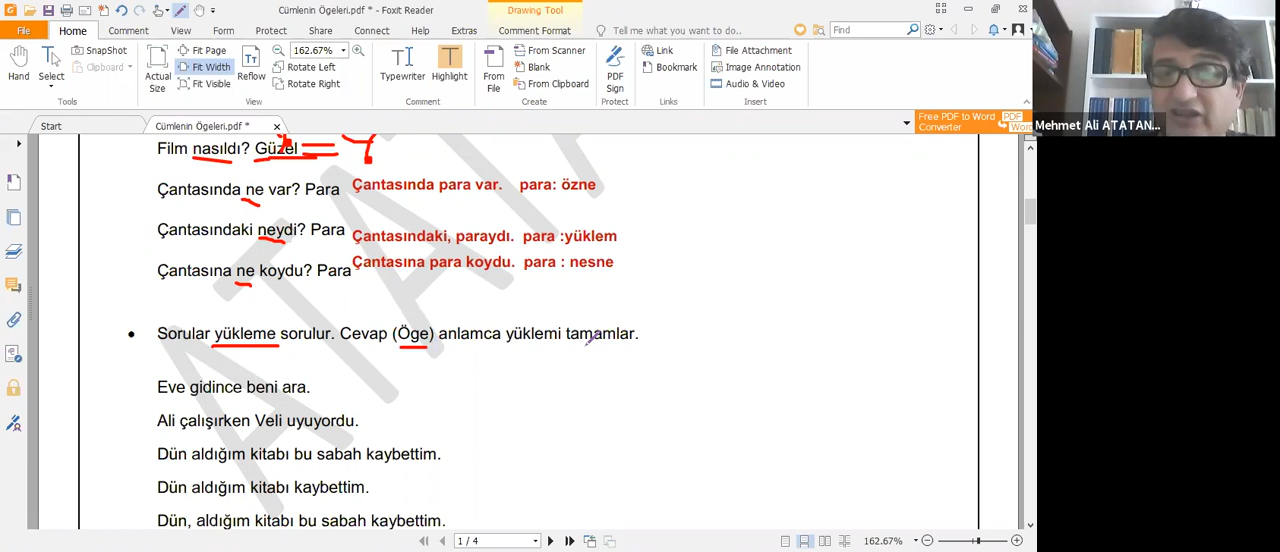 Cümlenin Ögeleri.pdf * - Foxit Reader
Drawing Tool
File Home Comment View Form Protect Share Connect Help Extras Comment Format Tell me what you want to do... Find
Hand
Select
SnapShot
Clipboard
Tools
Actual Size
Fit Page
Fit Width
Fit Visible
Reflow
162.67%
Rotate Left
Rotate Right
View
Typewriter
Highlight
Comment
From File
From Scanner
Blank
From Clipboard
Create
PDF Sign
Protect
Link
Bookmark
Links
File Attachment
Image Annotation
Audio & Video
Insert
Start
Cümlenin Ögeleri.pdf *
Free PDF to Word Converter
PDF
Mehmet Ali ATATAN...
Film nasıldı? Güzel
Çantasında ne var? Para Çantasında para var. para: özne
Çantasındaki neydi? Para Çantasındaki, paraydı. para :yüklem
Çantasına ne koydu? Para Çantasına para koydu. para : nesne
• Sorular yükleme sorulur. Cevap (Öge) anlamca yüklemi tamamlar.
Eve gidince beni ara.
Ali çalışırken Veli uyuyordu.
Dün aldığım kitabı bu sabah kaybettim.
Dün aldığım kitabı kaybettim.
Dün, aldığım kitabı bu sabah kaybettim.
1 / 4
162.67%